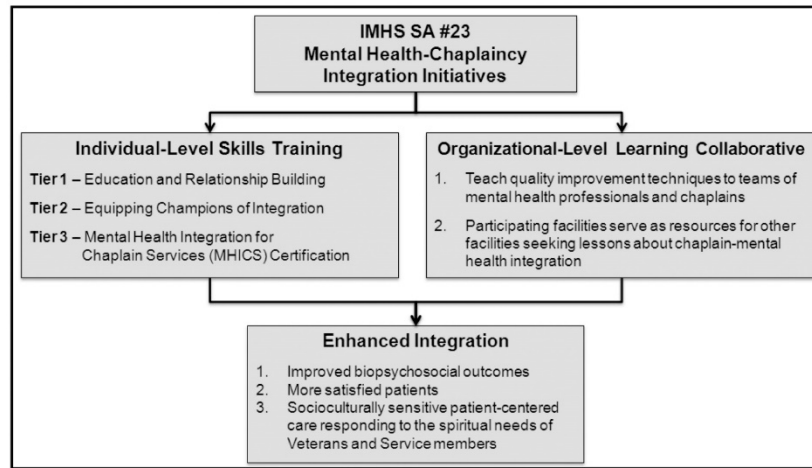 IMHS SA #23
Mental Health-Chaplaincy
Integration Initiatives
Individual-Level Skills Training
Tier 1 – Education and Relationship Building
Tier 2 – Equipping Champions of Integration
Tier 3 – Mental Health Integration for
Chaplain Services (MHICS) Certification
Organizational-Level Learning Collaborative
1. Teach quality improvement techniques to teams of
mental health professionals and chaplains
2. Participating facilities serve as resources for other
facilities seeking lessons about chaplain-mental
health integration
Enhanced Integration
1. Improved biopsychosocial outcomes
2. More satisfied patients
3. Socioculturally sensitive patient-centered
care responding to the spiritual needs of
Veterans and Service members